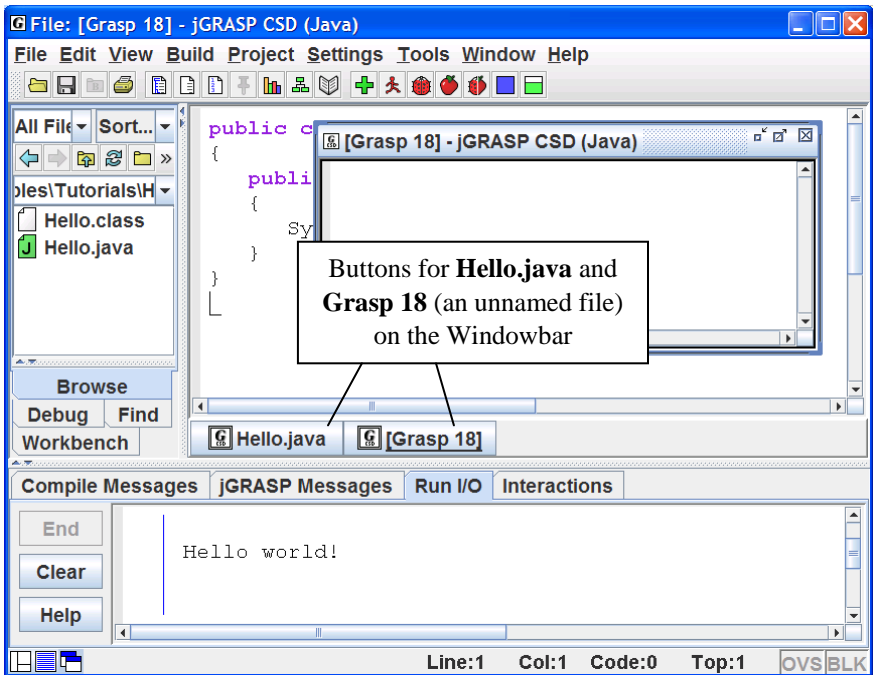 File: [Grasp 18] - jGRASP CSD (Java)
File Edit View Build Project Settings Tools Window Help
All File Sort...
ples\Tutorials\H
Hello.class
Hello.java
Browse
Debug Find
Workbench
public c
{
publi
{
Sy
}
}
[Grasp 18] - jGRASP CSD (Java)
Buttons for Hello.java and
Grasp 18 (an unnamed file)
on the Windowbar
Hello.java [Grasp 18]
Compile Messages jGRASP Messages Run I/O Interactions
End
Clear
Help
Hello world!
Line:1 Col:1 Code:0 Top:1 OVS BLK